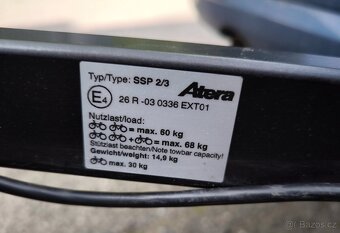 Typ/Type: SSP 2/3
Atera
E4
26 R -03 0336 EXT01
Nutzlast/load:
= max. 60 kg
+ = max. 68 kg
Stützlast beachten/Note towbar capacity!
Gewicht/weight: 14,9 kg
max. 30 kg
© bazos.cz